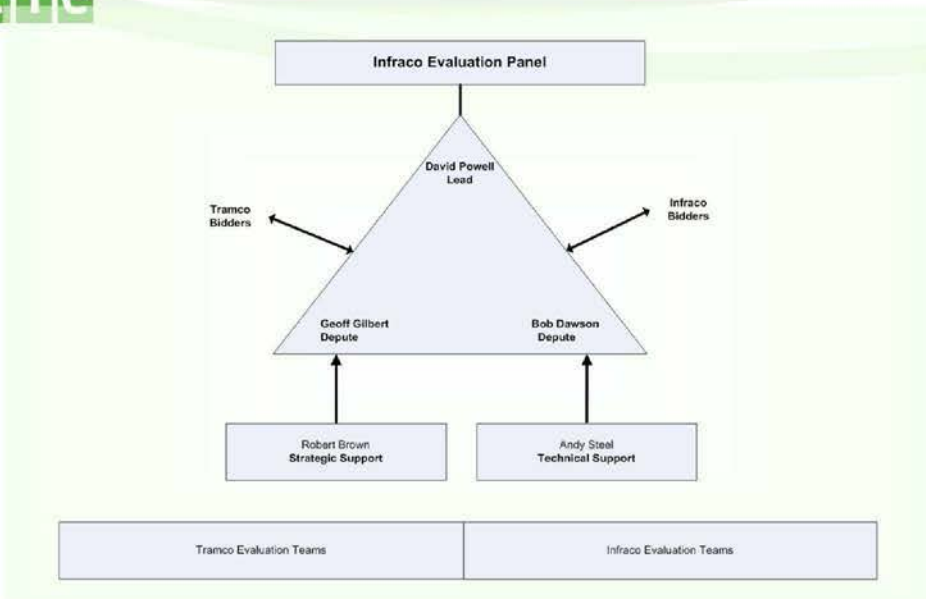 Infraco Evaluation Panel
David Powell
Lead
Tramco
Bidders
Infraco
Bidders
Geoff Gilbert
Depute
Bob Dawson
Depute
Robert Brown
Strategic Support
Andy Steel
Technical Support
Tramco Evaluation Teams
Infraco Evaluation Teams